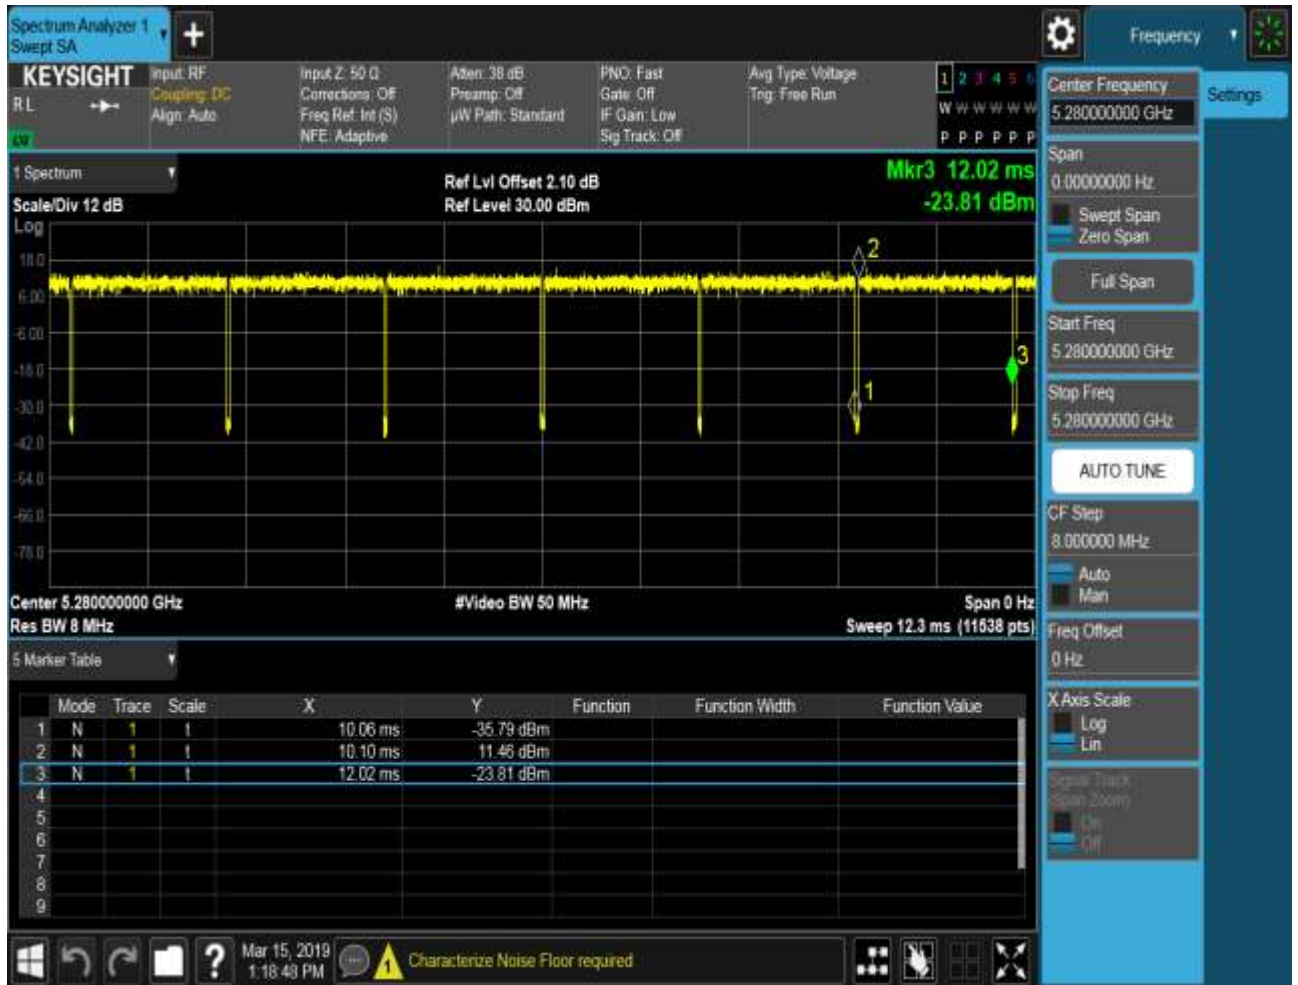 Spectrum Analyzer 1
Swept SA
Frequency
KEYSIGHT
RL
Input: RF
Coupling: DC
Align: Auto
Input Z: 50 Ω
Corrections: Off
Freq Ref: Int (S)
NFE: Adaptive
Atten: 38 dB
Preamp: Off
µW Path: Standard
PNO: Fast
Gate: Off
IF Gain: Low
Sig Track: Off
Avg Type: Voltage
Trig: Free Run
1 2 3 4 5 6
W W W W W W
P P P P P P
Center Frequency
5.280000000 GHz
Settings
Span
0.00000000 Hz
Swept Span
Zero Span
Full Span
Start Freq
5.280000000 GHz
Stop Freq
5.280000000 GHz
AUTO TUNE
CF Step
8.000000 MHz
Auto
Man
Freq Offset
0 Hz
X Axis Scale
Log
Lin
Signal Track
(Span Zoom)
On
Off
1 Spectrum
Scale/Div 12 dB
Ref Lvl Offset 2.10 dB
Ref Level 30.00 dBm
Mkr3 12.02 ms
-23.81 dBm
Log
18.0
6.00
-6.00
-18.0
-30.0
-42.0
-54.0
-66.0
-78.0
2
3
1
Center 5.280000000 GHz
#Video BW 50 MHz
Span 0 Hz
Res BW 8 MHz
Sweep 12.3 ms (11538 pts)
5 Marker Table
Mode Trace Scale X Y Function Function Width Function Value
1 N 1 t 10.06 ms -35.79 dBm
2 N 1 t 10.10 ms 11.46 dBm
3 N 1 t 12.02 ms -23.81 dBm
4
5
6
7
8
9
Mar 15, 2019
1:18:48 PM
Characterize Noise Floor required